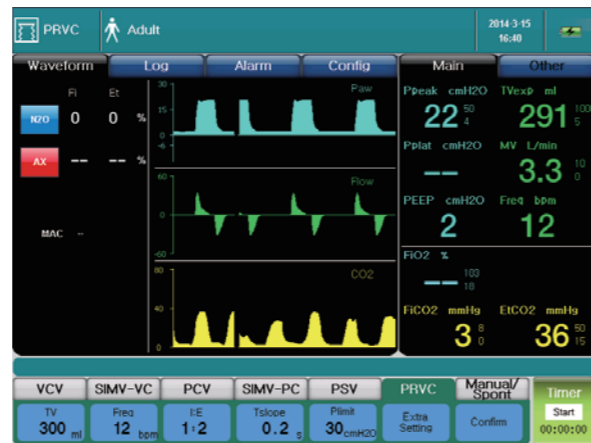 PRVC Adult 2014-3-15
16:40
Waveform Log Alarm Config Main Other
Fi Et
N2O 0 0 %
AX -- -- %
MAC --
30 Paw
15
0
-6
60 Flow
0
-60
80 CO2
40
0
Ppeak cmH2O TVexp ml
22 50 4 291 100 5
Pplat cmH2O MV L/min
-- 3.3 10 0
PEEP cmH2O Freq bpm
2 12
FiO2 %
-- 103 18
FiCO2 mmHg EtCO2 mmHg
3 8 0 36 50 15
VCV SIMV-VC PCV SIMV-PC PSV PRVC Manual/
Spont Timer
TV Freq I:E Tslope Plimit Extra
Setting Confirm Start
300 ml 12 bpm 1:2 0.2 s 30 cmH2O 00:00:00